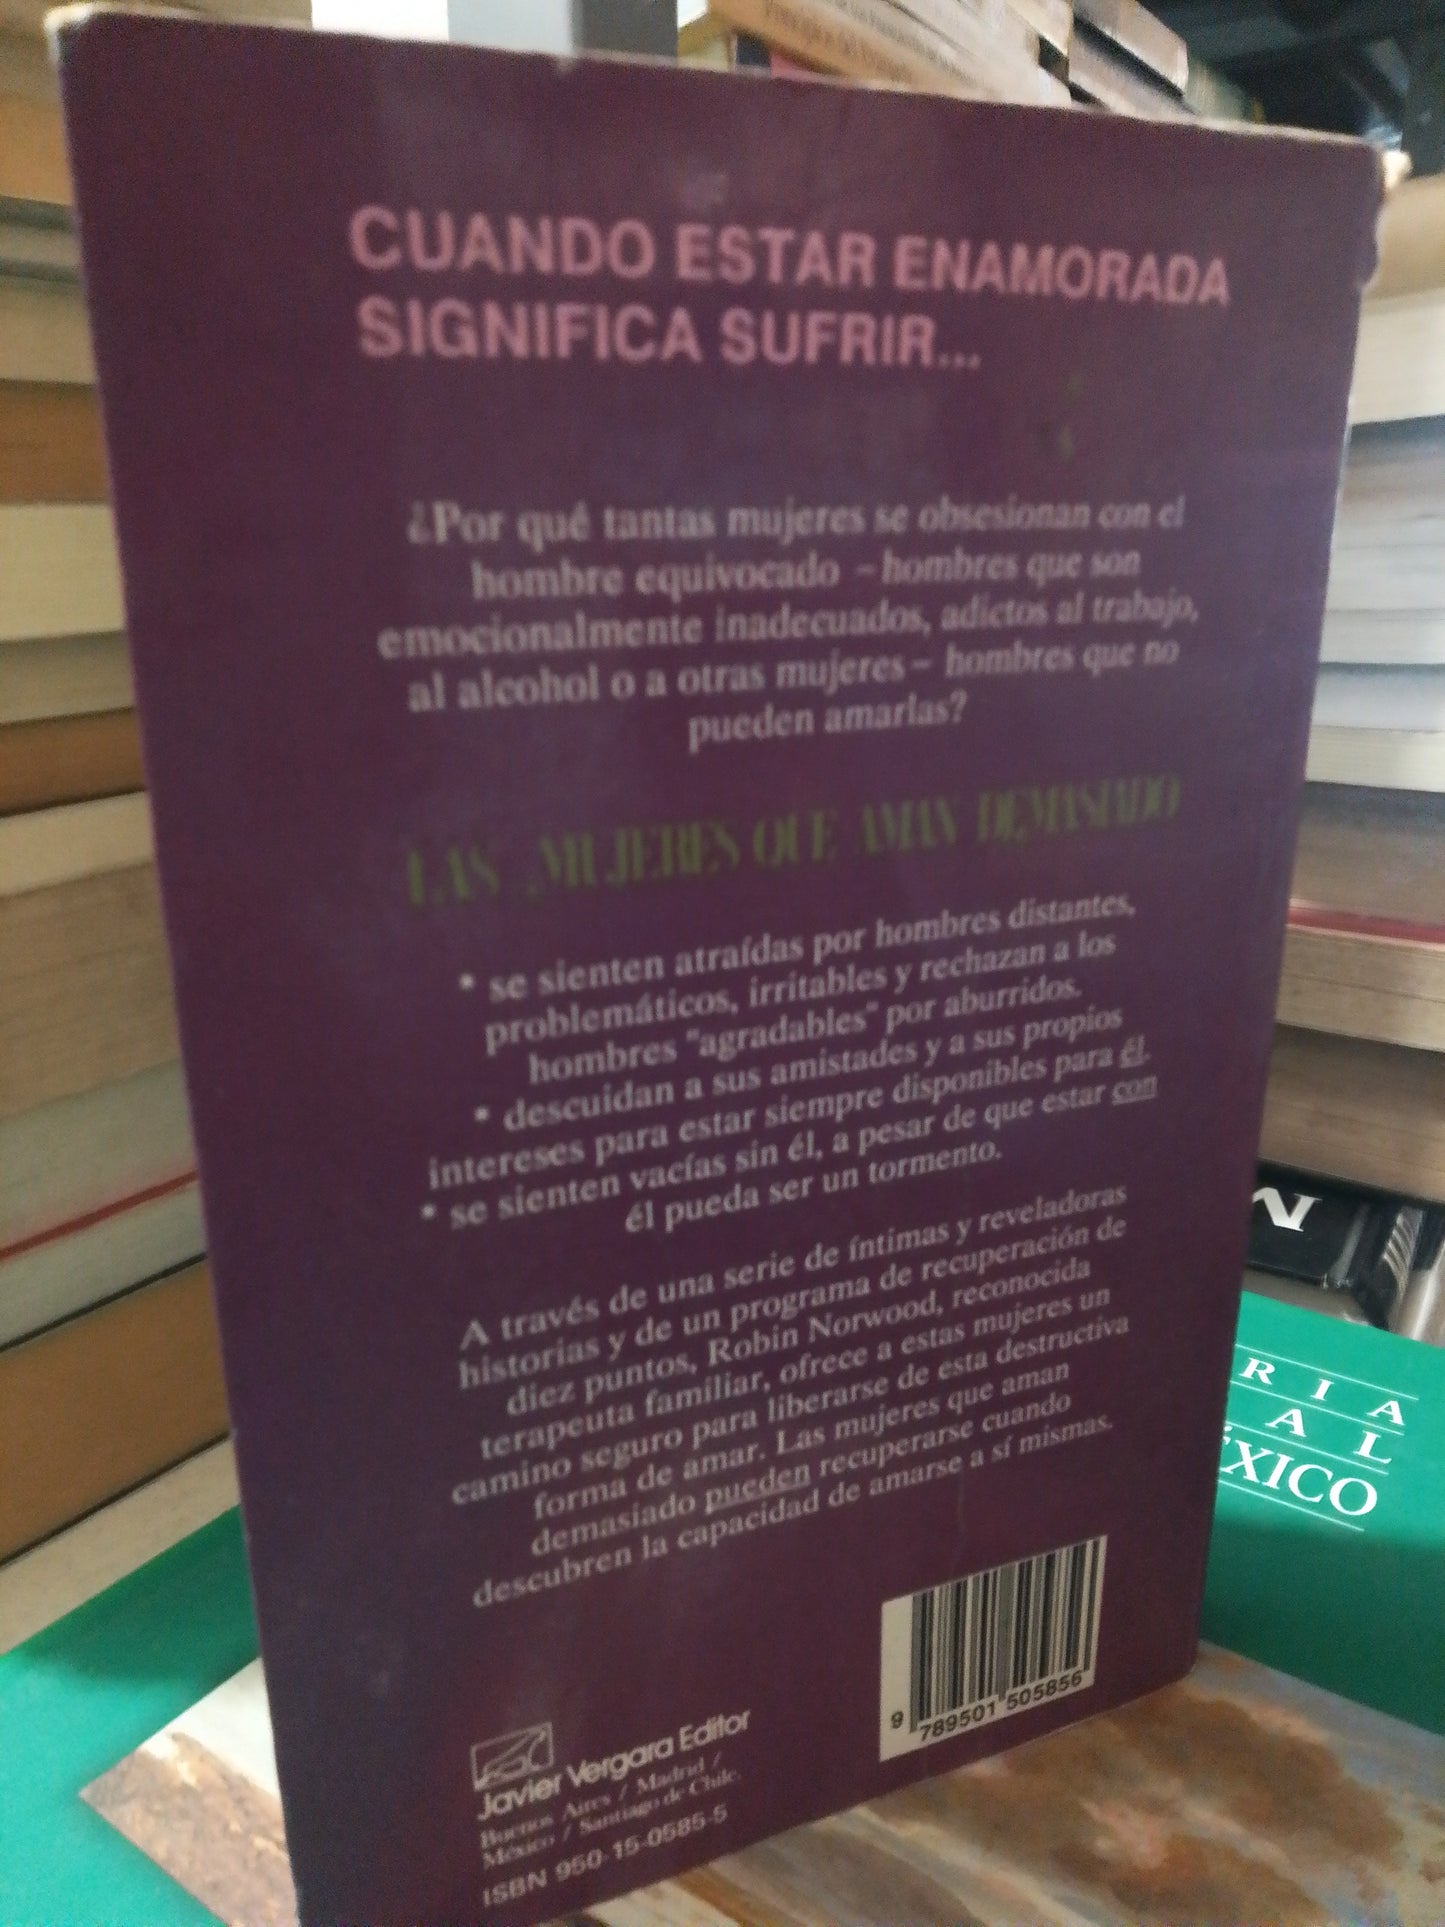 CUANDO ESTAR ENAMORADA
SIGNIFICA SUFRIR...
¿Por qué tantas mujeres se obsesionan con el
hombre equivocado -hombres que son
emocionalmente inadecuados, adictos al trabajo,
al alcohol o a otras mujeres- hombres que no
pueden amarlas?
LAS MUJERES QUE AMAN DEMASIADO
* se sienten atraídas por hombres distantes,
problemáticos, irritables y rechazan a los
hombres "agradables" por aburridos.
* descuidan a sus amistades y a sus propios
intereses para estar siempre disponibles para él.
* se sienten vacías sin él, a pesar de que estar con
él pueda ser un tormento.
A través de una serie de íntimas y reveladoras
historias y de un programa de recuperación de
diez puntos, Robin Norwood, reconocida
terapeuta familiar, ofrece a estas mujeres un
camino seguro para liberarse de esta destructiva
forma de amar. Las mujeres que aman
demasiado pueden recuperarse cuando
descubren la capacidad de amarse a sí mismas.
9 789501 505856
Javier Vergara Editor
Buenos Aires / Madrid /
México / Santiago de Chile.
ISBN 950-15-0585-5
N
RIA
AL
ÉXICO